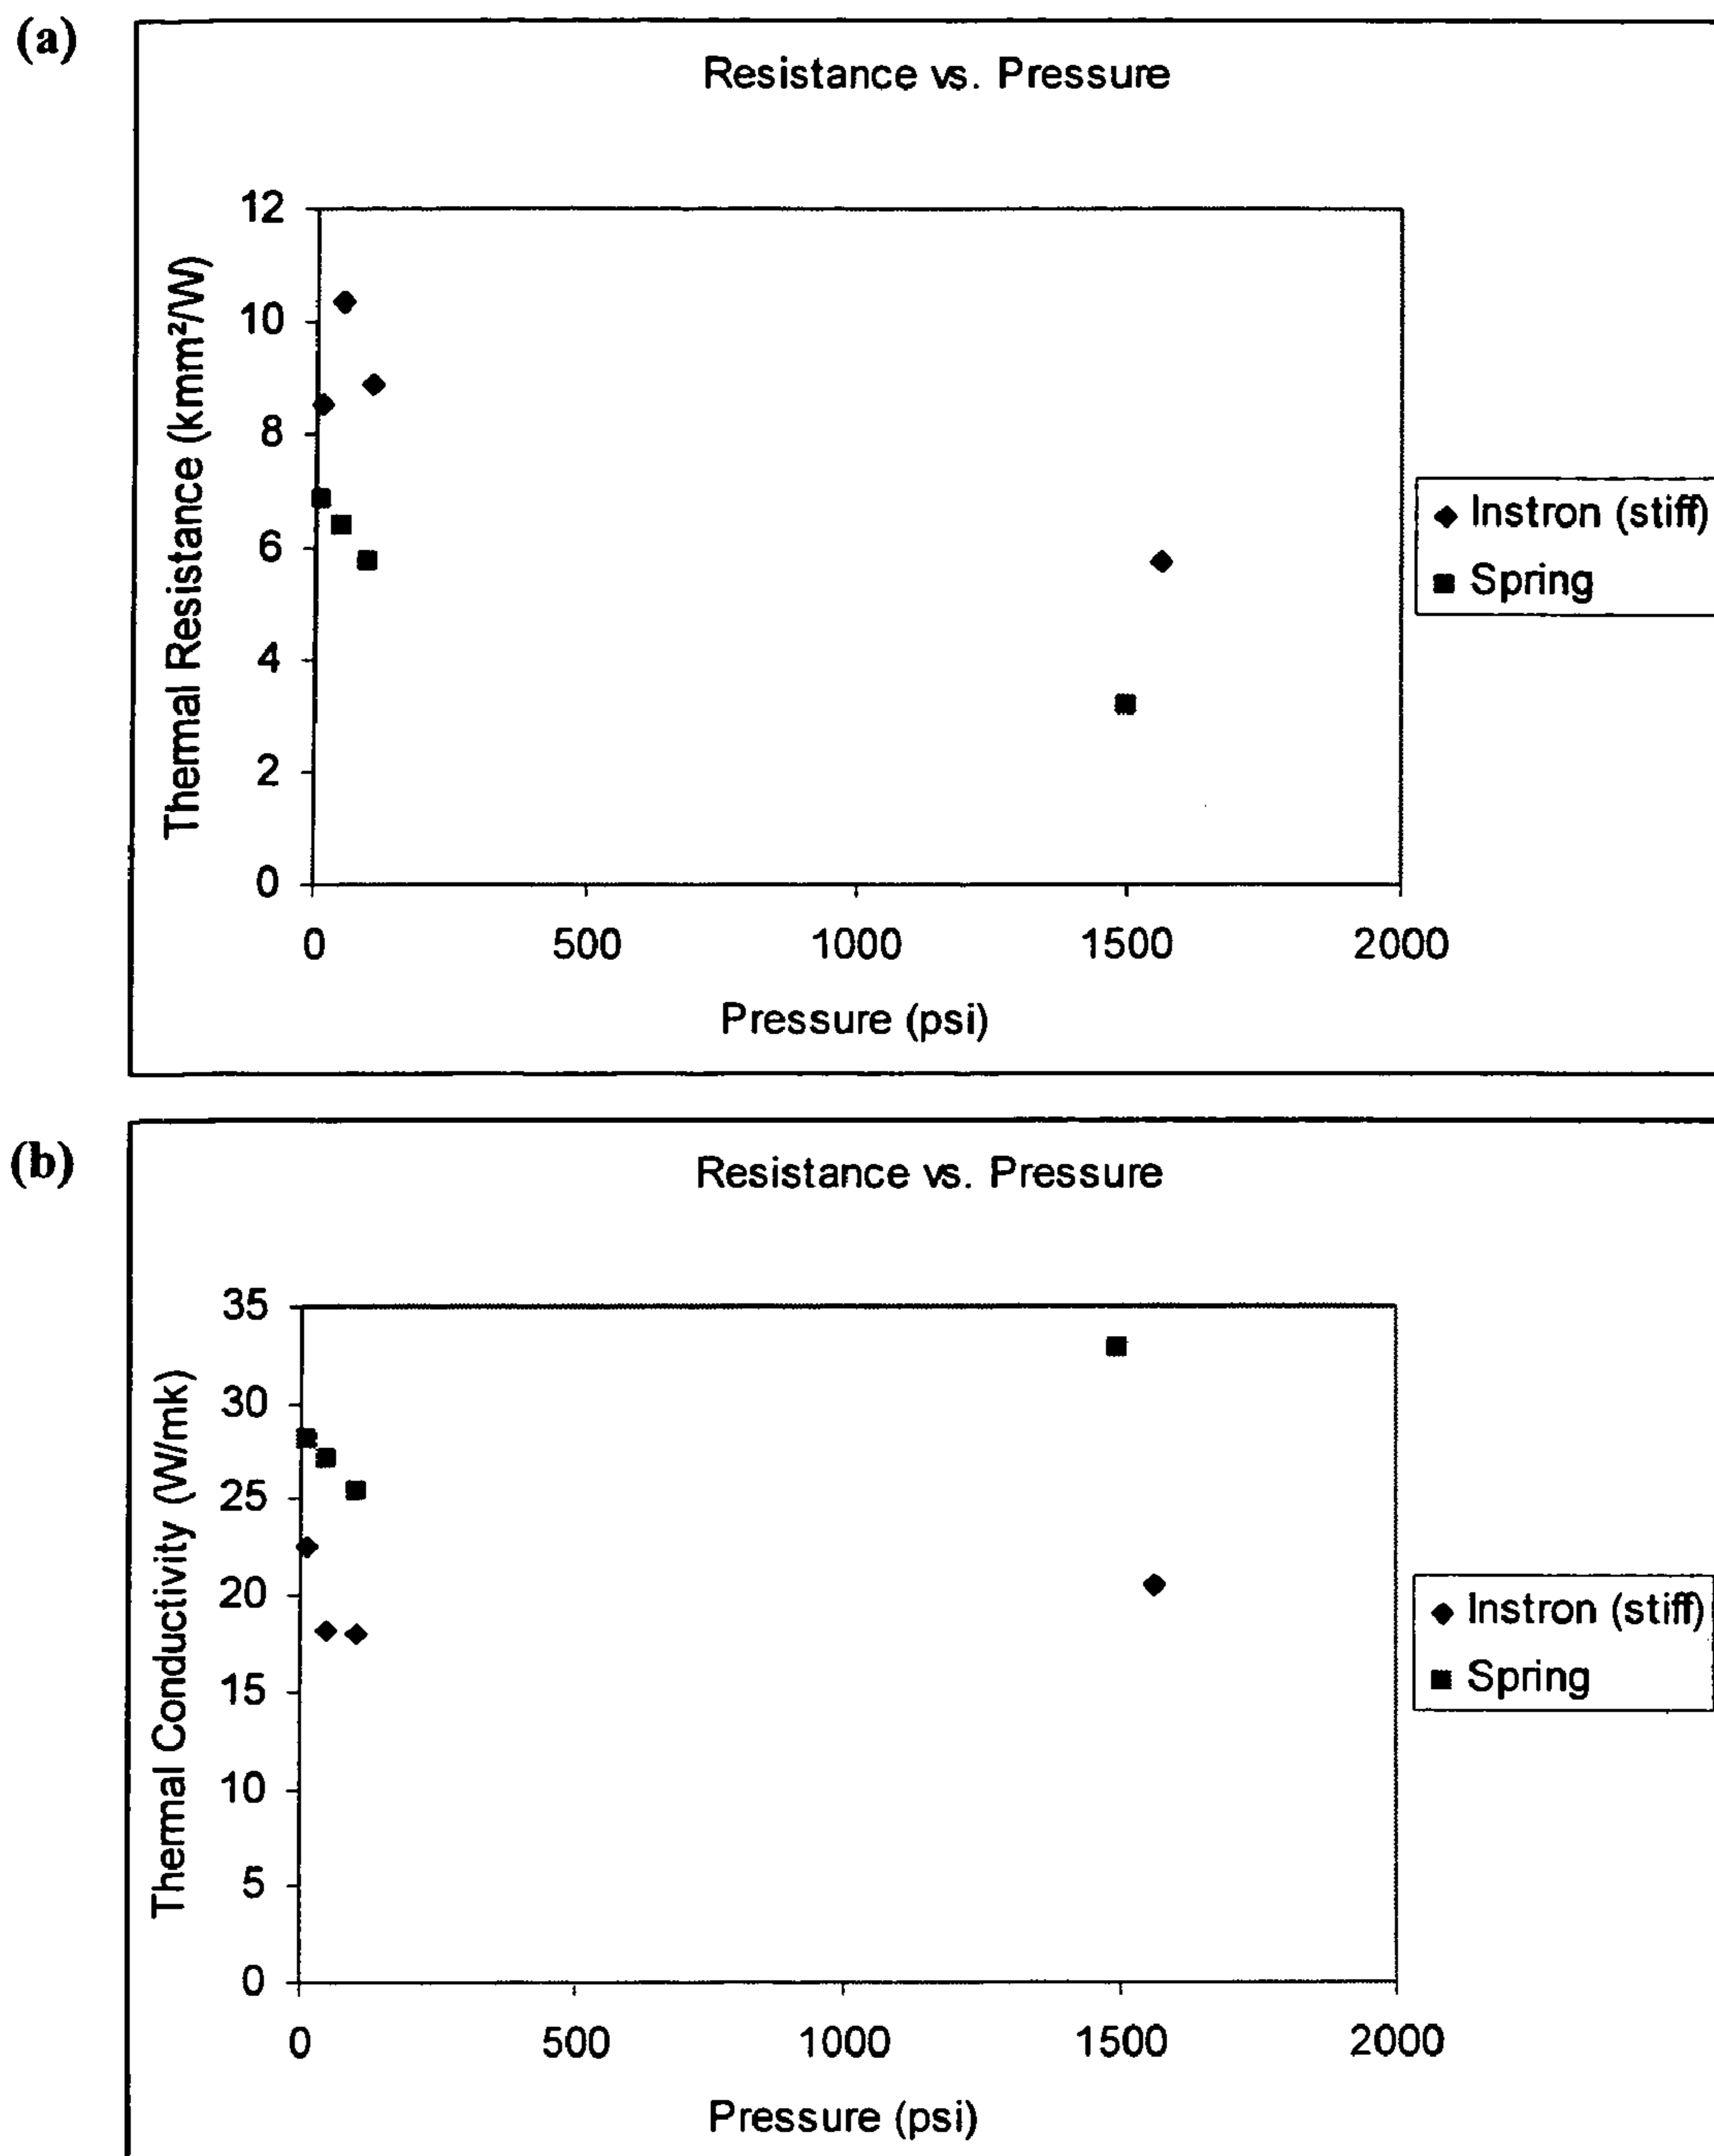 (a)
Resistance vs. Pressure
12
10
8
6
4
2
0
Thermal Resistance (kmm²/W)
0 500 1000 1500 2000
Pressure (psi)
Instron (stiff)
Spring
(b)
Resistance vs. Pressure
35
30
25
20
15
10
5
0
Thermal Conductivity (W/mk)
0 500 1000 1500 2000
Pressure (psi)
Instron (stiff)
Spring